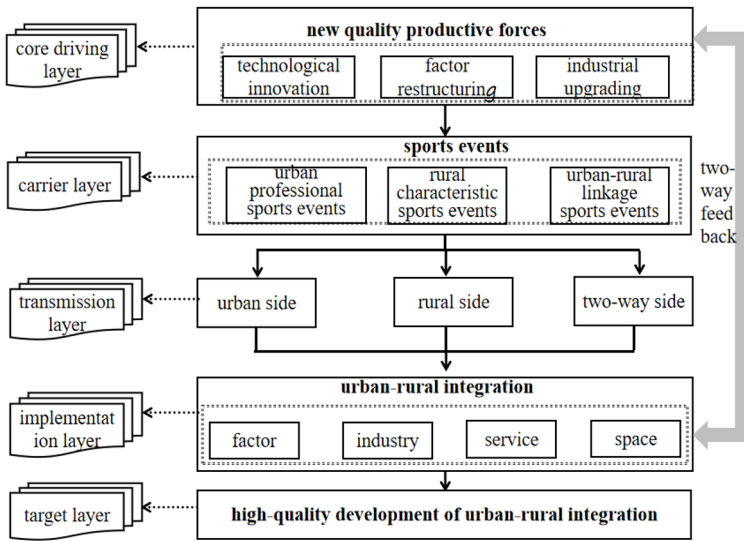 new quality productive forces
core driving
layer
technological
innovation
factor
restructuring
industrial
upgrading
sports events
carrier layer
urban
professional
sports events
rural
characteristic
sports events
urban-rural
linkage
sports events
two-
way
feed
back
transmission
layer
urban side
rural side
two-way side
urban-rural integration
implementat
ion layer
factor
industry
service
space
target layer
high-quality development of urban-rural integration